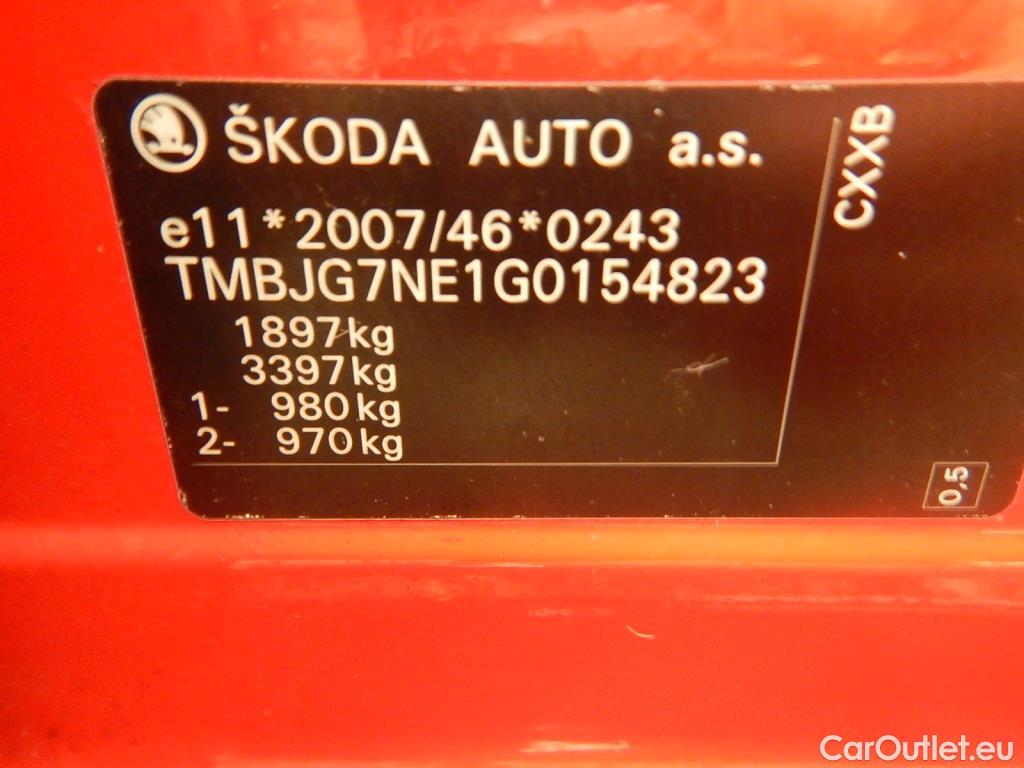 ŠKODA AUTO a.s.
e11*2007/46*0243
TMBJG7NE1G0154823
1897kg
3397kg
1- 980kg
2- 970kg
CXXB
0,5
CarOutlet.eu